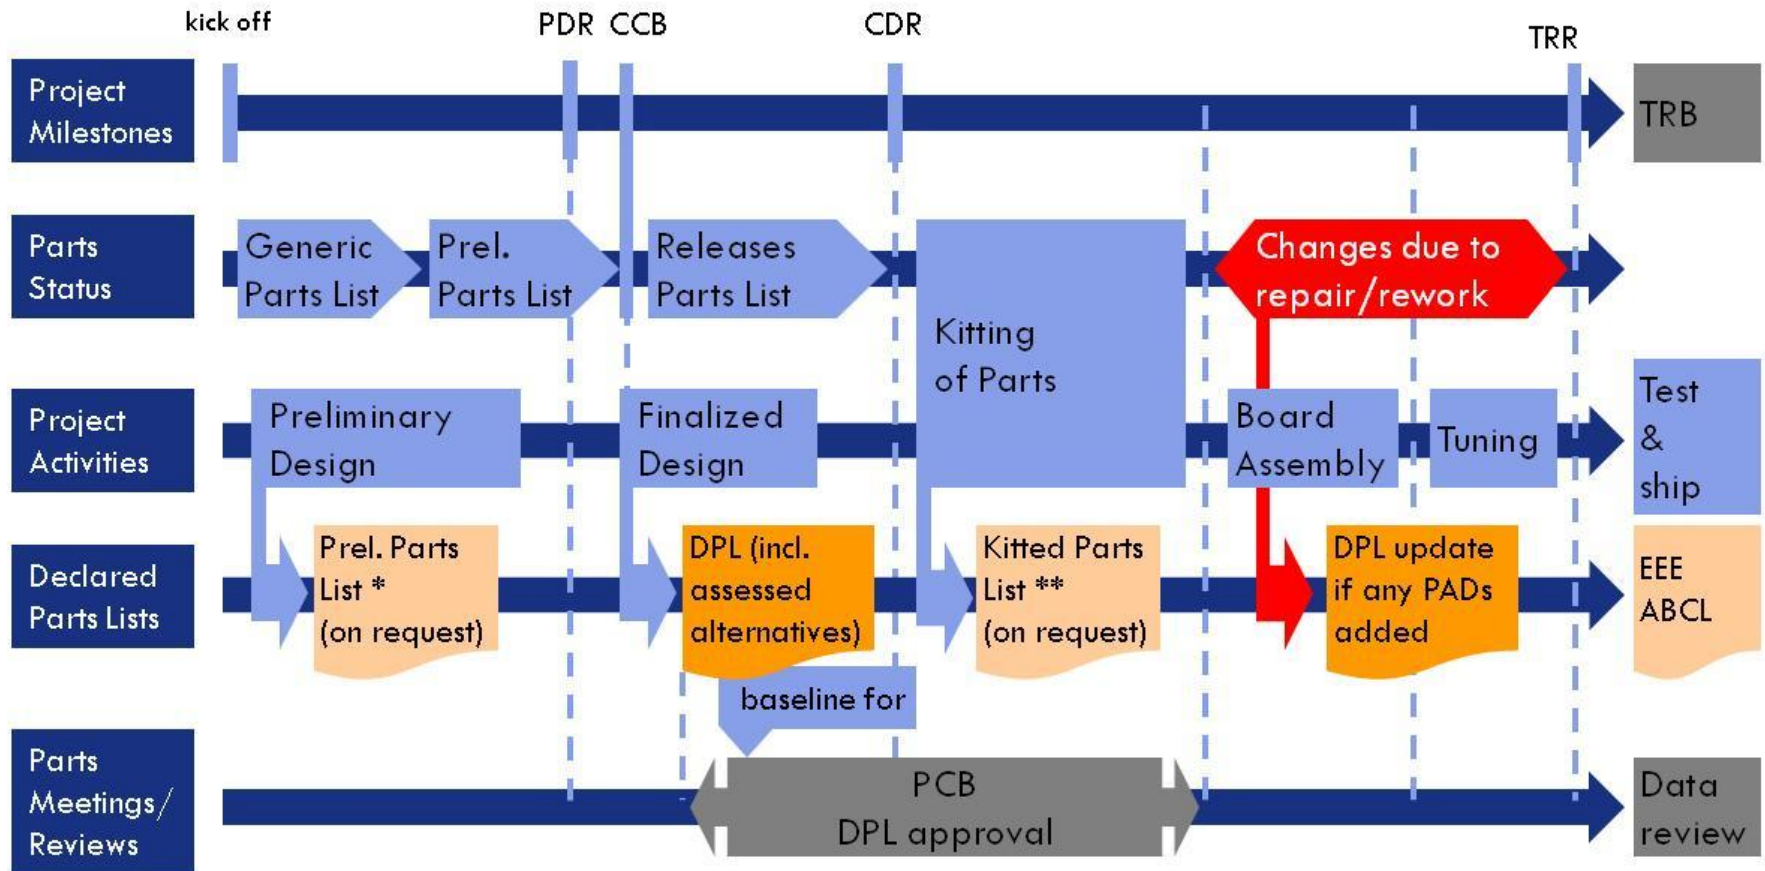 kick off
PDR
CCB
CDR
TRR
Project
Milestones
TRB
Parts
Status
Generic
Parts List
Prel.
Parts List
Releases
Parts List
Kitting
of Parts
Changes due to
repair/rework
Project
Activities
Preliminary
Design
Finalized
Design
Board
Assembly
Tuning
Test
&
ship
Declared
Parts Lists
Prel. Parts
List *
(on request)
DPL (incl.
assessed
alternatives)
Kitted Parts
List **
(on request)
DPL update
if any PADs
added
EEE
ABCL
baseline for
Parts
Meetings/
Reviews
PCB
DPL approval
Data
review